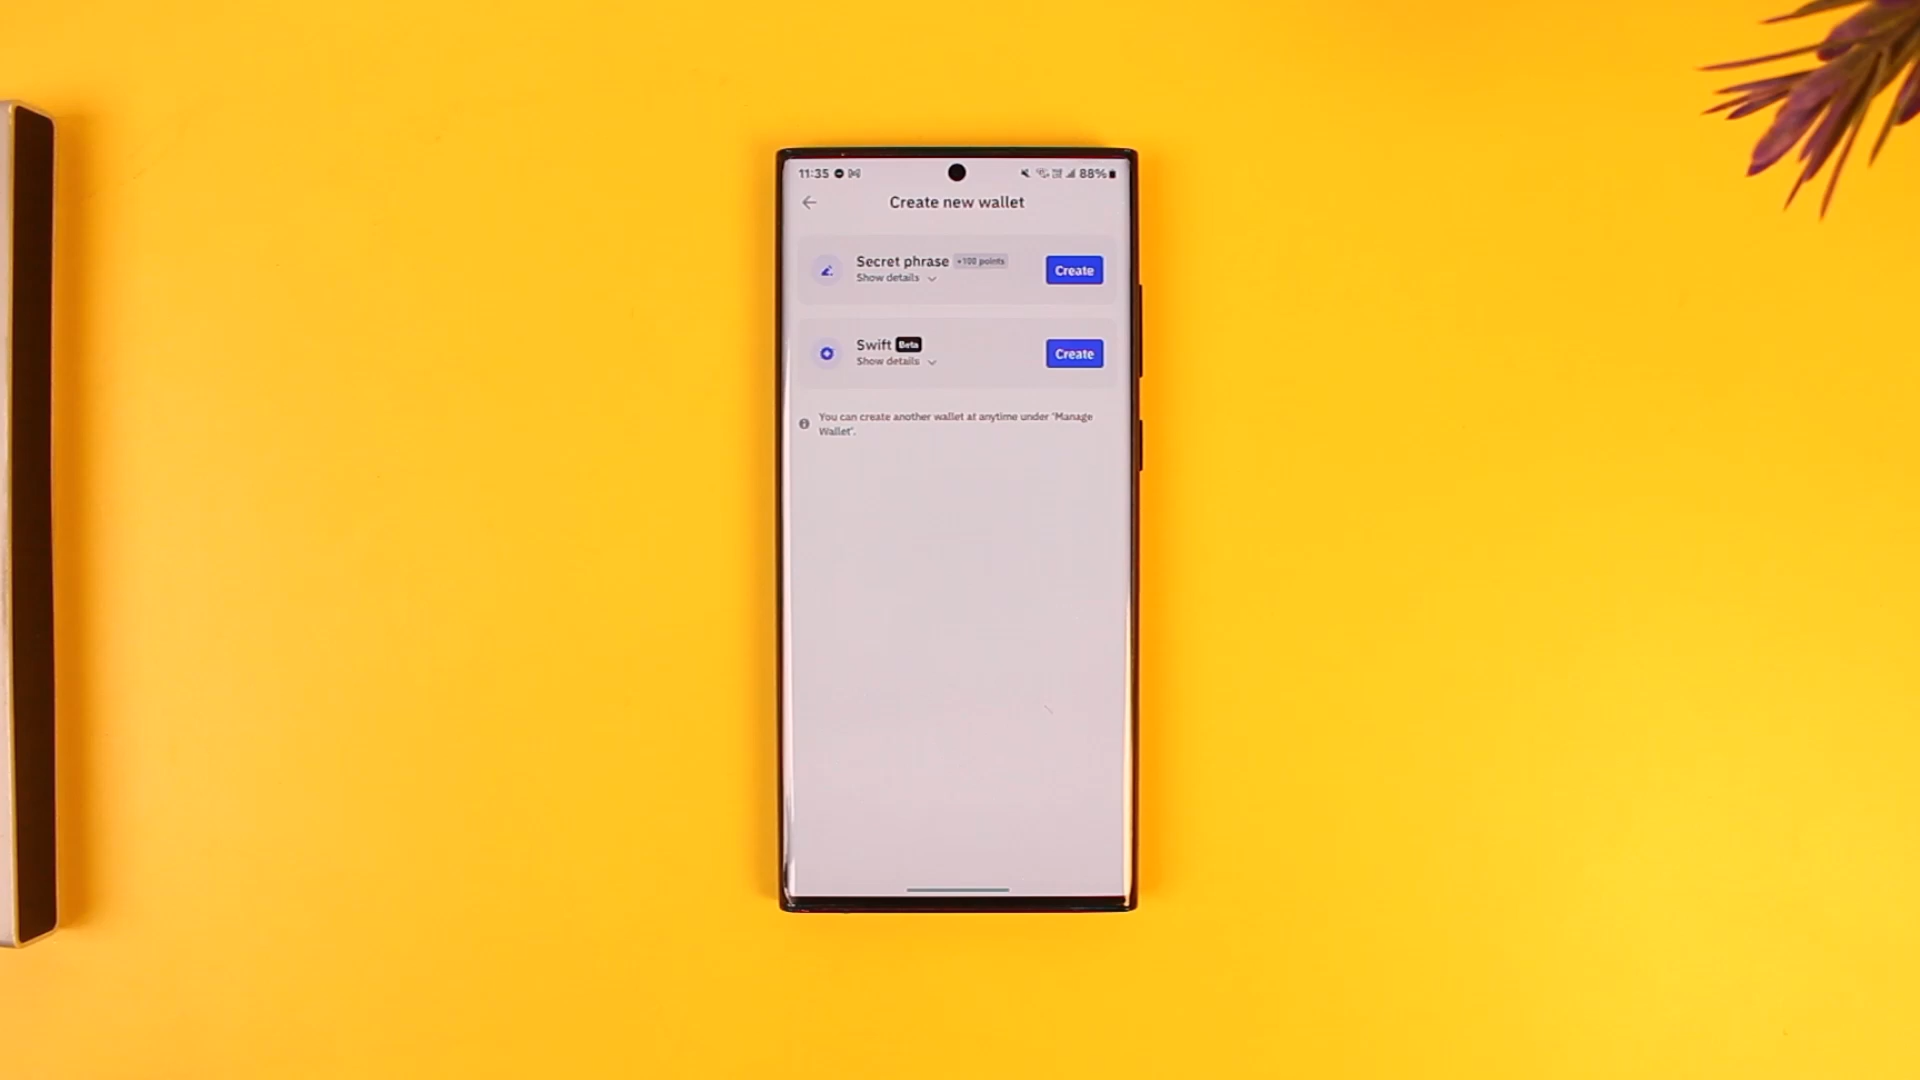 11:35 88%
Create new wallet
Secret phrase +100 points
Show details
Create
Swift Beta
Show details
Create
You can create another wallet at anytime under "Manage
Wallet".